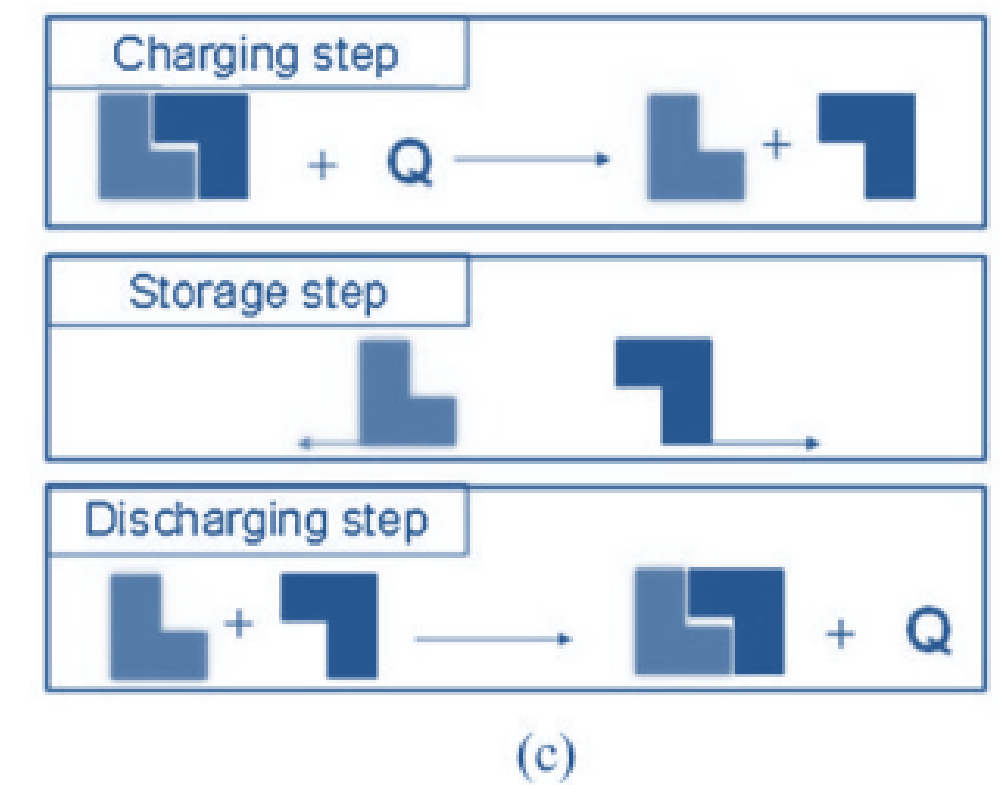 Charging step
+ Q +
Storage step
Discharging step
+ + Q
(c)